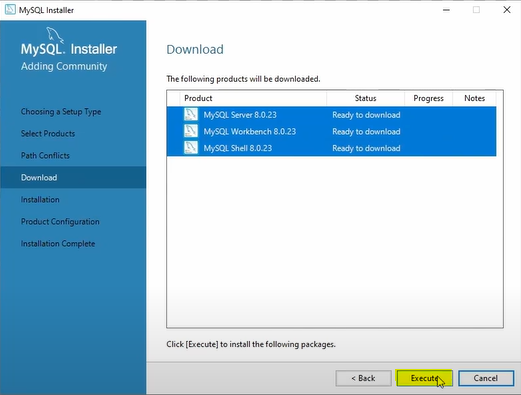 MySQL Installer
MySQL Installer
Adding Community
Choosing a Setup Type
Select Products
Path Conflicts
Download
Installation
Product Configuration
Installation Complete
Download
The following products will be downloaded.
Product Status Progress Notes
MySQL Server 8.0.23 Ready to download
MySQL Workbench 8.0.23 Ready to download
MySQL Shell 8.0.23 Ready to download
Click [Execute] to install the following packages.
< Back Execute Cancel